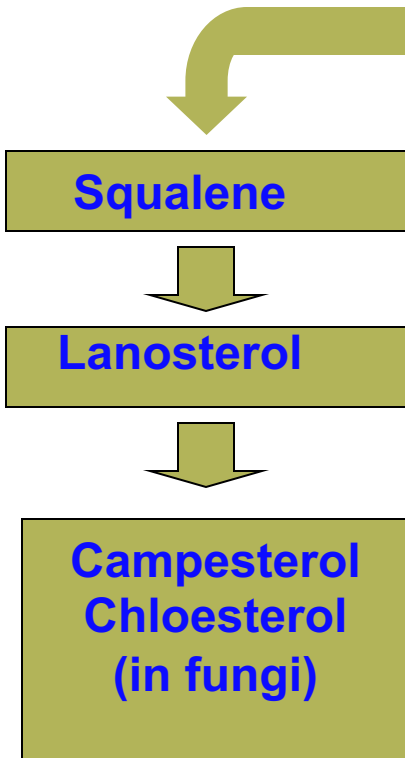 Squalene
Lanosterol
Campesterol
Chloesterol
(in fungi)